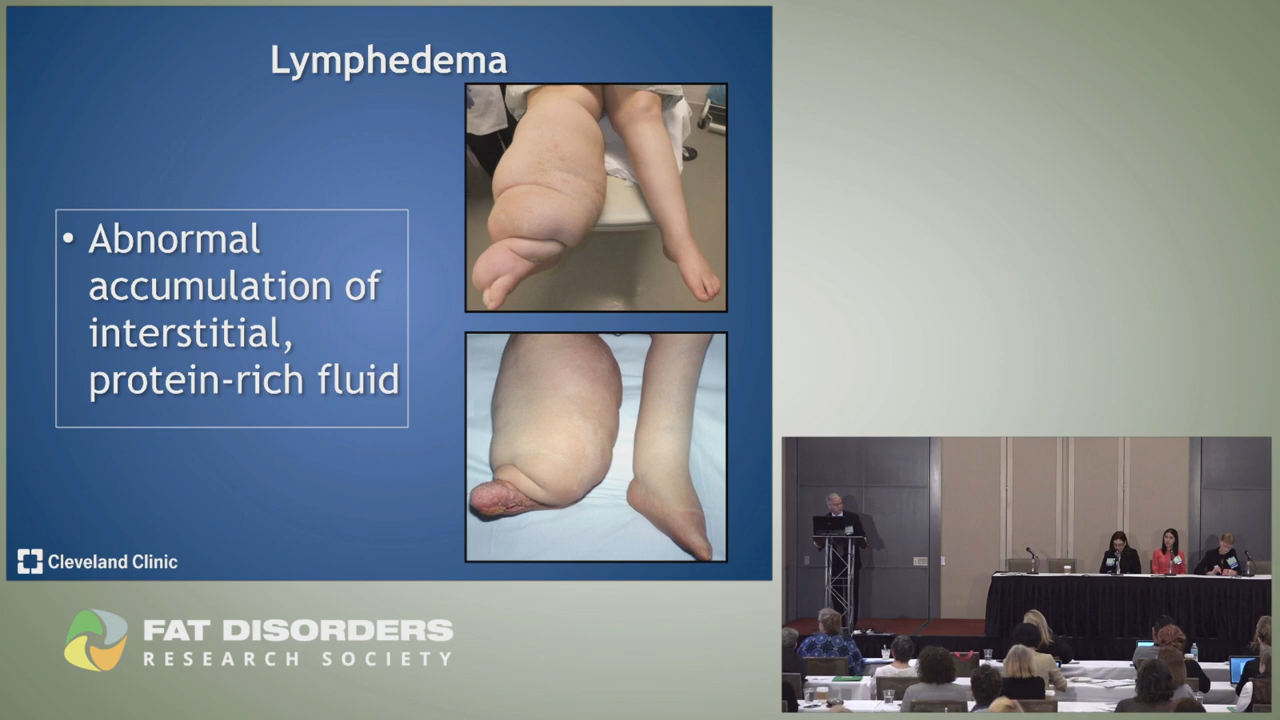 Lymphedema
• Abnormal
accumulation of
interstitial,
protein-rich fluid
Cleveland Clinic
FAT DISORDERS
RESEARCH SOCIETY